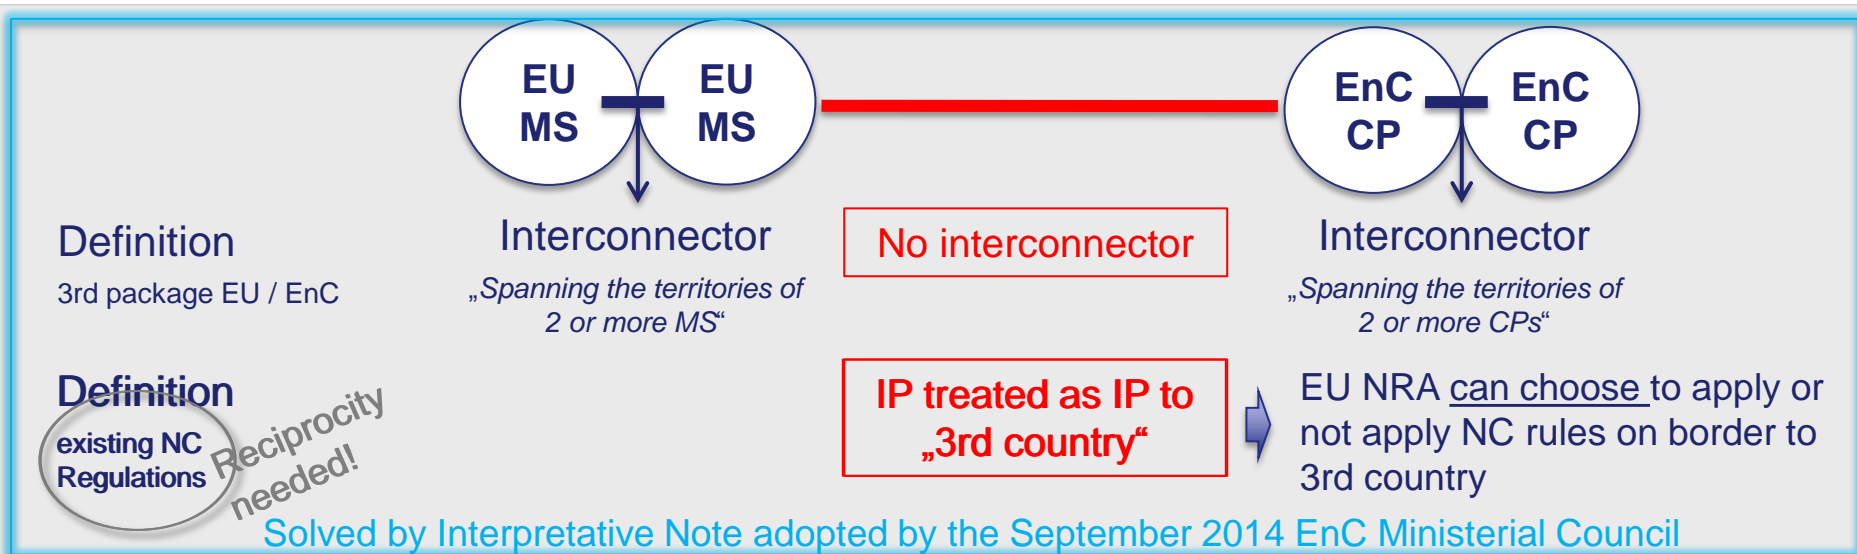 EU
MS
EU
MS
EnC
CP
EnC
CP
Definition
3rd package EU / EnC
Interconnector
„Spanning the territories of
2 or more MS“
No interconnector
Interconnector
„Spanning the territories of
2 or more CPs“
Definition
existing NC
Regulations
Reciprocity
needed!
IP treated as IP to
„3rd country“
EU NRA can choose to apply or
not apply NC rules on border to
3rd country
Solved by Interpretative Note adopted by the September 2014 EnC Ministerial Council